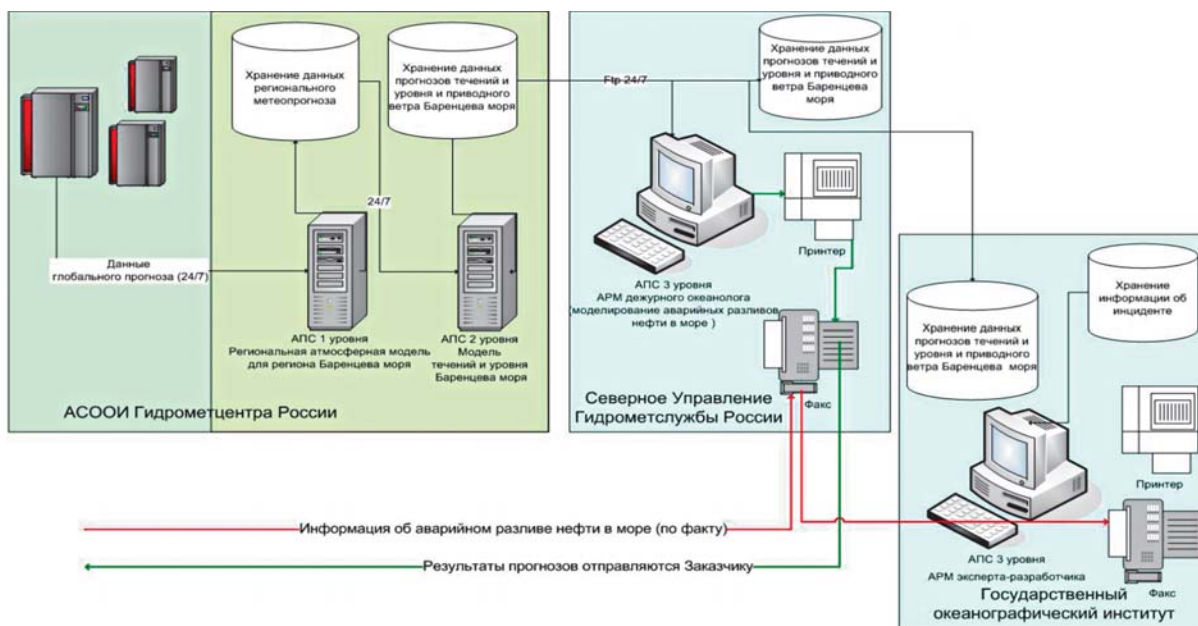 Хранение данных
регионального
метеопрогноза
Хранение данных
прогнозов течений и
уровня и приводного
ветра Баренцева моря
Данные
глобального прогноза (24/7)
24/7
АПС 1 уровня
Региональная атмосферная модель
для региона Баренцева моря
АПС 2 уровня
Модель
течений и уровня
Баренцева моря
АСООИ Гидрометцентра России
Ftp 24/7
Хранение данных
прогнозов течений и
уровня и приводного
ветра Баренцева
моря
Принтер
АПС 3 уровня
АРМ дежурного океанолога
(моделирование аварийных разливов
нефти в море )
Факс
Северное Управление
Гидрометслужбы России
Хранение
информации об
инциденте
Хранение данных
прогнозов течений и
уровня и приводного
ветра Баренцева моря
Принтер
АПС 3 уровня
АРМ эксперта-разработчика
Факс
Государственный
океанографический институт
Информация об аварийном разливе нефти в море (по факту)
Результаты прогнозов отправляются Заказчику